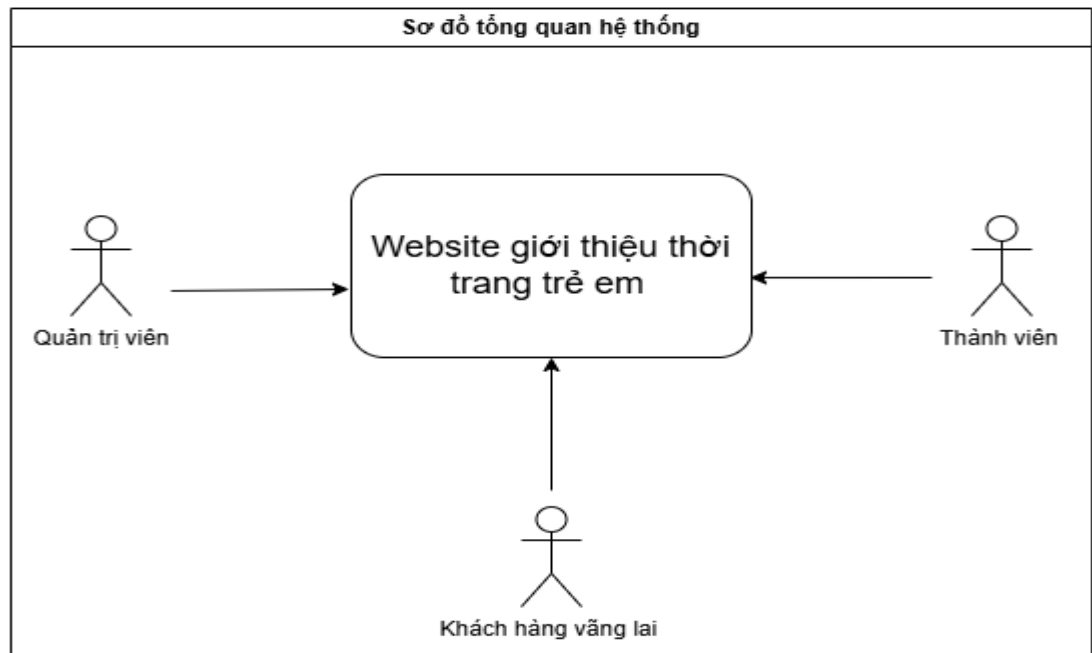 Sơ đồ tổng quan hệ thống
Website giới thiệu thời
trang trẻ em
Quản trị viên
Thành viên
Khách hàng vãng lai